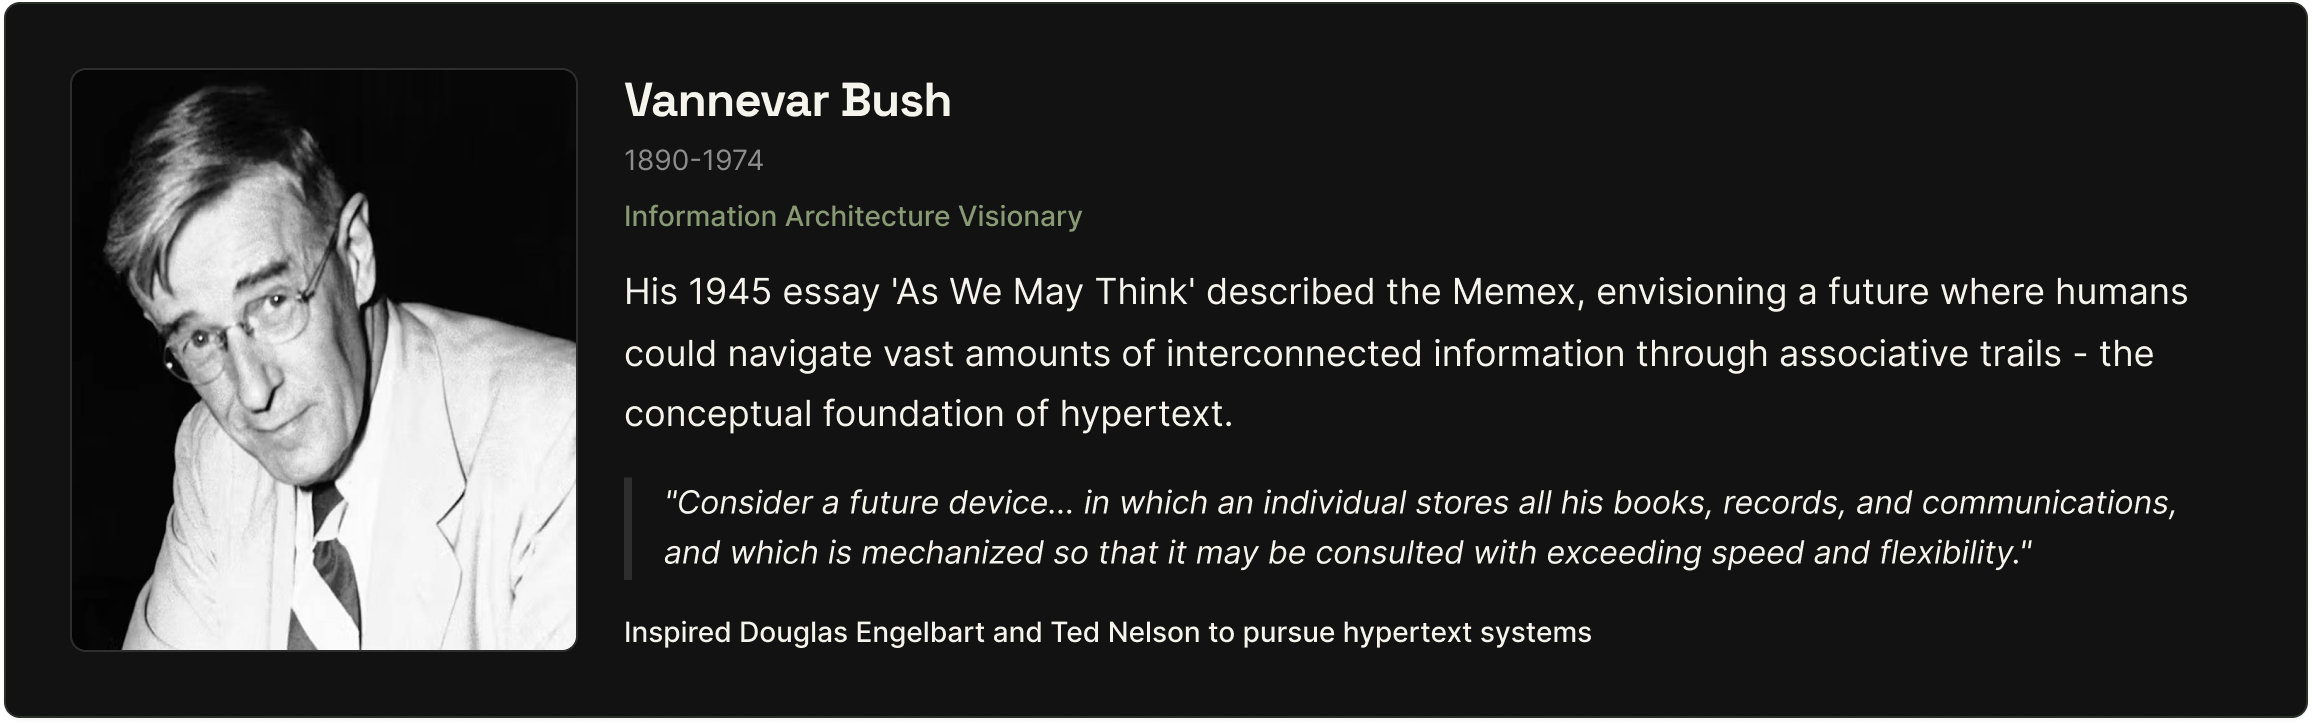 Vannevar Bush
1890-1974
Information Architecture Visionary
His 1945 essay 'As We May Think' described the Memex, envisioning a future where humans
could navigate vast amounts of interconnected information through associative trails - the
conceptual foundation of hypertext.
"Consider a future device... in which an individual stores all his books, records, and communications,
and which is mechanized so that it may be consulted with exceeding speed and flexibility."
Inspired Douglas Engelbart and Ted Nelson to pursue hypertext systems